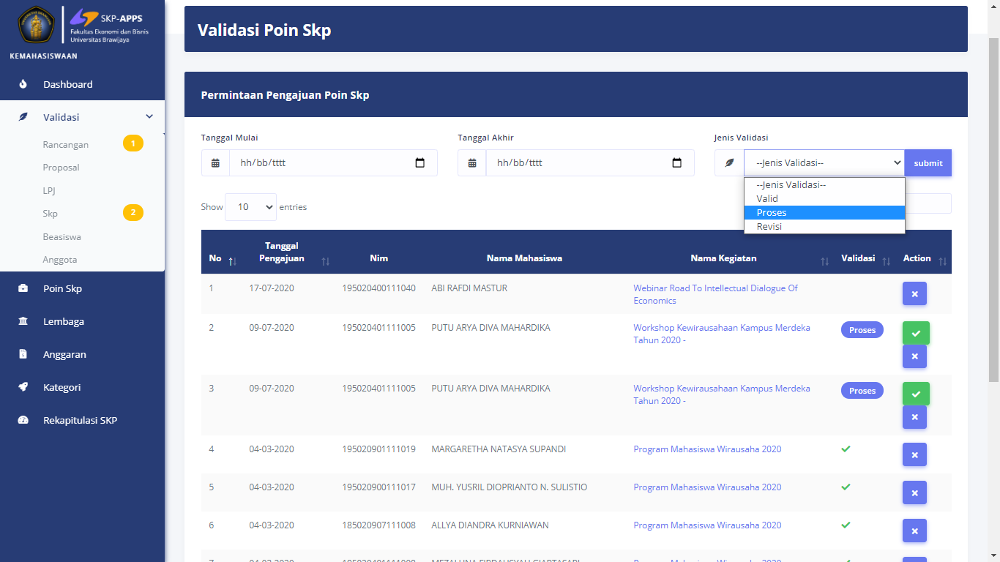 SKP-APPS
Fakultas Ekonomi dan Bisnis
Universitas Brawijaya
KEMAHASISWAAN
Dashboard
Validasi
Rancangan 1
Proposal
LPJ
Skp 2
Beasiswa
Anggota
Poin Skp
Lembaga
Anggaran
Kategori
Rekapitulasi SKP
Validasi Poin Skp
Permintaan Pengajuan Poin Skp
Tanggal Mulai Tanggal Akhir Jenis Validasi
hh/bb/tttt hh/bb/tttt --Jenis Validasi-- submit
--Jenis Validasi--
Valid
Proses
Revisi
Show 10 entries
No Tanggal Pengajuan Nim Nama Mahasiswa Nama Kegiatan Validasi Action
1 17-07-2020 195020400111040 ABI RAFDI MASTUR Webinar Road To Intellectual Dialogue Of
Economics
2 09-07-2020 195020401111005 PUTU ARYA DIVA MAHARDIKA Workshop Kewirausahaan Kampus Merdeka Proses
Tahun 2020 -
3 09-07-2020 195020401111005 PUTU ARYA DIVA MAHARDIKA Workshop Kewirausahaan Kampus Merdeka Proses
Tahun 2020 -
4 04-03-2020 195020901111019 MARGARETHA NATASYA SUPANDI Program Mahasiswa Wirausaha 2020
5 04-03-2020 195020900111017 MUH. YUSRIL DIOPRIANTO N. SULISTIO Program Mahasiswa Wirausaha 2020
6 04-03-2020 185020907111008 ALLYA DIANDRA KURNIAWAN Program Mahasiswa Wirausaha 2020